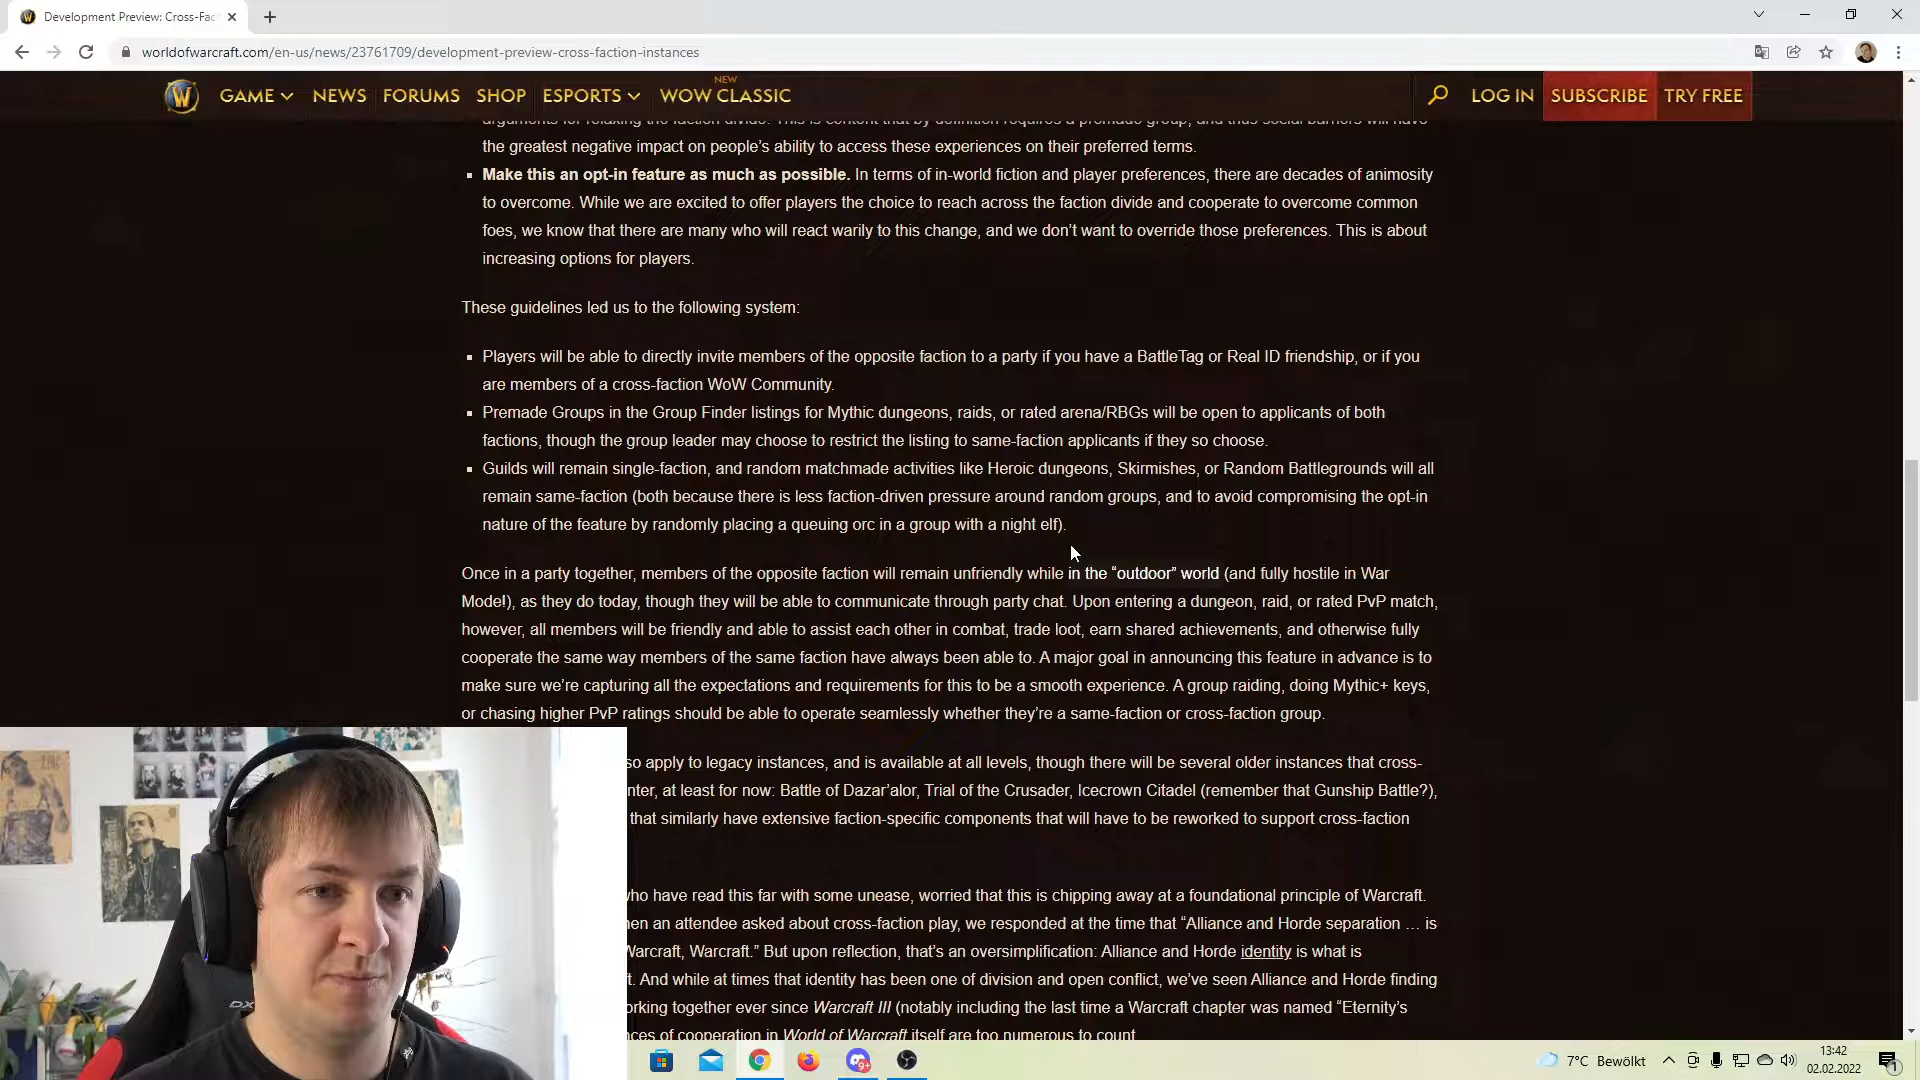 Development Preview: Cross-Fac
worldofwarcraft.com/en-us/news/23761709/development-preview-cross-faction-instances
NEW
GAME NEWS FORUMS SHOP ESPORTS WOW CLASSIC LOG IN SUBSCRIBE TRY FREE
arguments for relaxing the faction divide. This is content that by definition requires a premade group, and thus social barriers will have
the greatest negative impact on people’s ability to access these experiences on their preferred terms.
Make this an opt-in feature as much as possible. In terms of in-world fiction and player preferences, there are decades of animosity
to overcome. While we are excited to offer players the choice to reach across the faction divide and cooperate to overcome common
foes, we know that there are many who will react warily to this change, and we don’t want to override those preferences. This is about
increasing options for players.
These guidelines led us to the following system:
Players will be able to directly invite members of the opposite faction to a party if you have a BattleTag or Real ID friendship, or if you
are members of a cross-faction WoW Community.
Premade Groups in the Group Finder listings for Mythic dungeons, raids, or rated arena/RBGs will be open to applicants of both
factions, though the group leader may choose to restrict the listing to same-faction applicants if they so choose.
Guilds will remain single-faction, and random matchmade activities like Heroic dungeons, Skirmishes, or Random Battlegrounds will all
remain same-faction (both because there is less faction-driven pressure around random groups, and to avoid compromising the opt-in
nature of the feature by randomly placing a queuing orc in a group with a night elf).
Once in a party together, members of the opposite faction will remain unfriendly while in the “outdoor” world (and fully hostile in War
Mode!), as they do today, though they will be able to communicate through party chat. Upon entering a dungeon, raid, or rated PvP match,
however, all members will be friendly and able to assist each other in combat, trade loot, earn shared achievements, and otherwise fully
cooperate the same way members of the same faction have always been able to. A major goal in announcing this feature in advance is to
make sure we’re capturing all the expectations and requirements for this to be a smooth experience. A group raiding, doing Mythic+ keys,
or chasing higher PvP ratings should be able to operate seamlessly whether they’re a same-faction or cross-faction group.
so apply to legacy instances, and is available at all levels, though there will be several older instances that cross-
nter, at least for now: Battle of Dazar’alor, Trial of the Crusader, Icecrown Citadel (remember that Gunship Battle?),
that similarly have extensive faction-specific components that will have to be reworked to support cross-faction
ho have read this far with some unease, worried that this is chipping away at a foundational principle of Warcraft.
en an attendee asked about cross-faction play, we responded at the time that “Alliance and Horde separation … is
Warcraft, Warcraft.” But upon reflection, that’s an oversimplification: Alliance and Horde identity is what is
t. And while at times that identity has been one of division and open conflict, we’ve seen Alliance and Horde finding
orking together ever since Warcraft III (notably including the last time a Warcraft chapter was named “Eternity’s
nces of cooperation in World of Warcraft itself are too numerous to count
DX
9+
7°C Bewölkt
13:42
02.02.2022
1